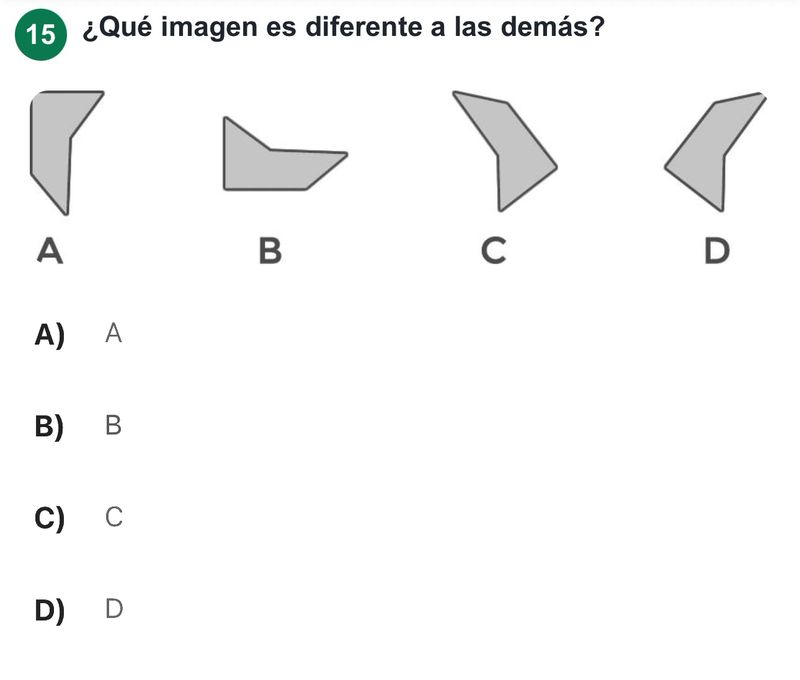 15 ¿Qué imagen es diferente a las demás?
A B C D
A) A
B) B
C) C
D) D